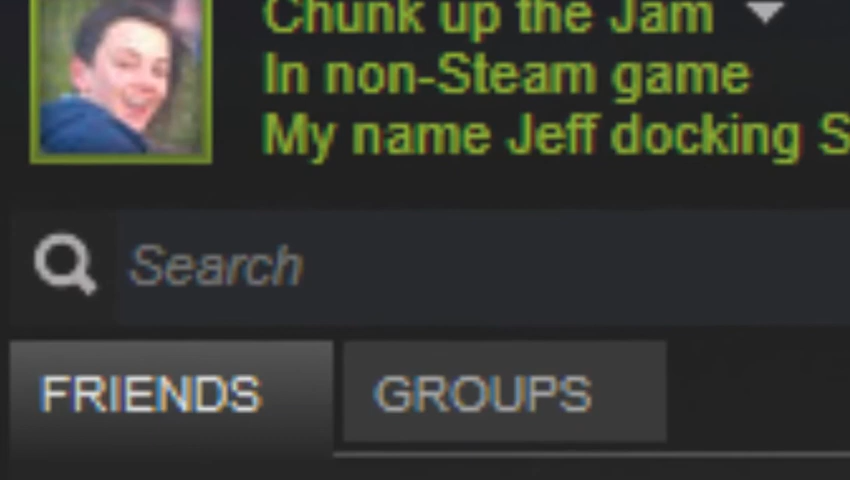 Chunk up the Jam
In non-Steam game
My name Jeff docking S
Search
FRIENDS
GROUPS